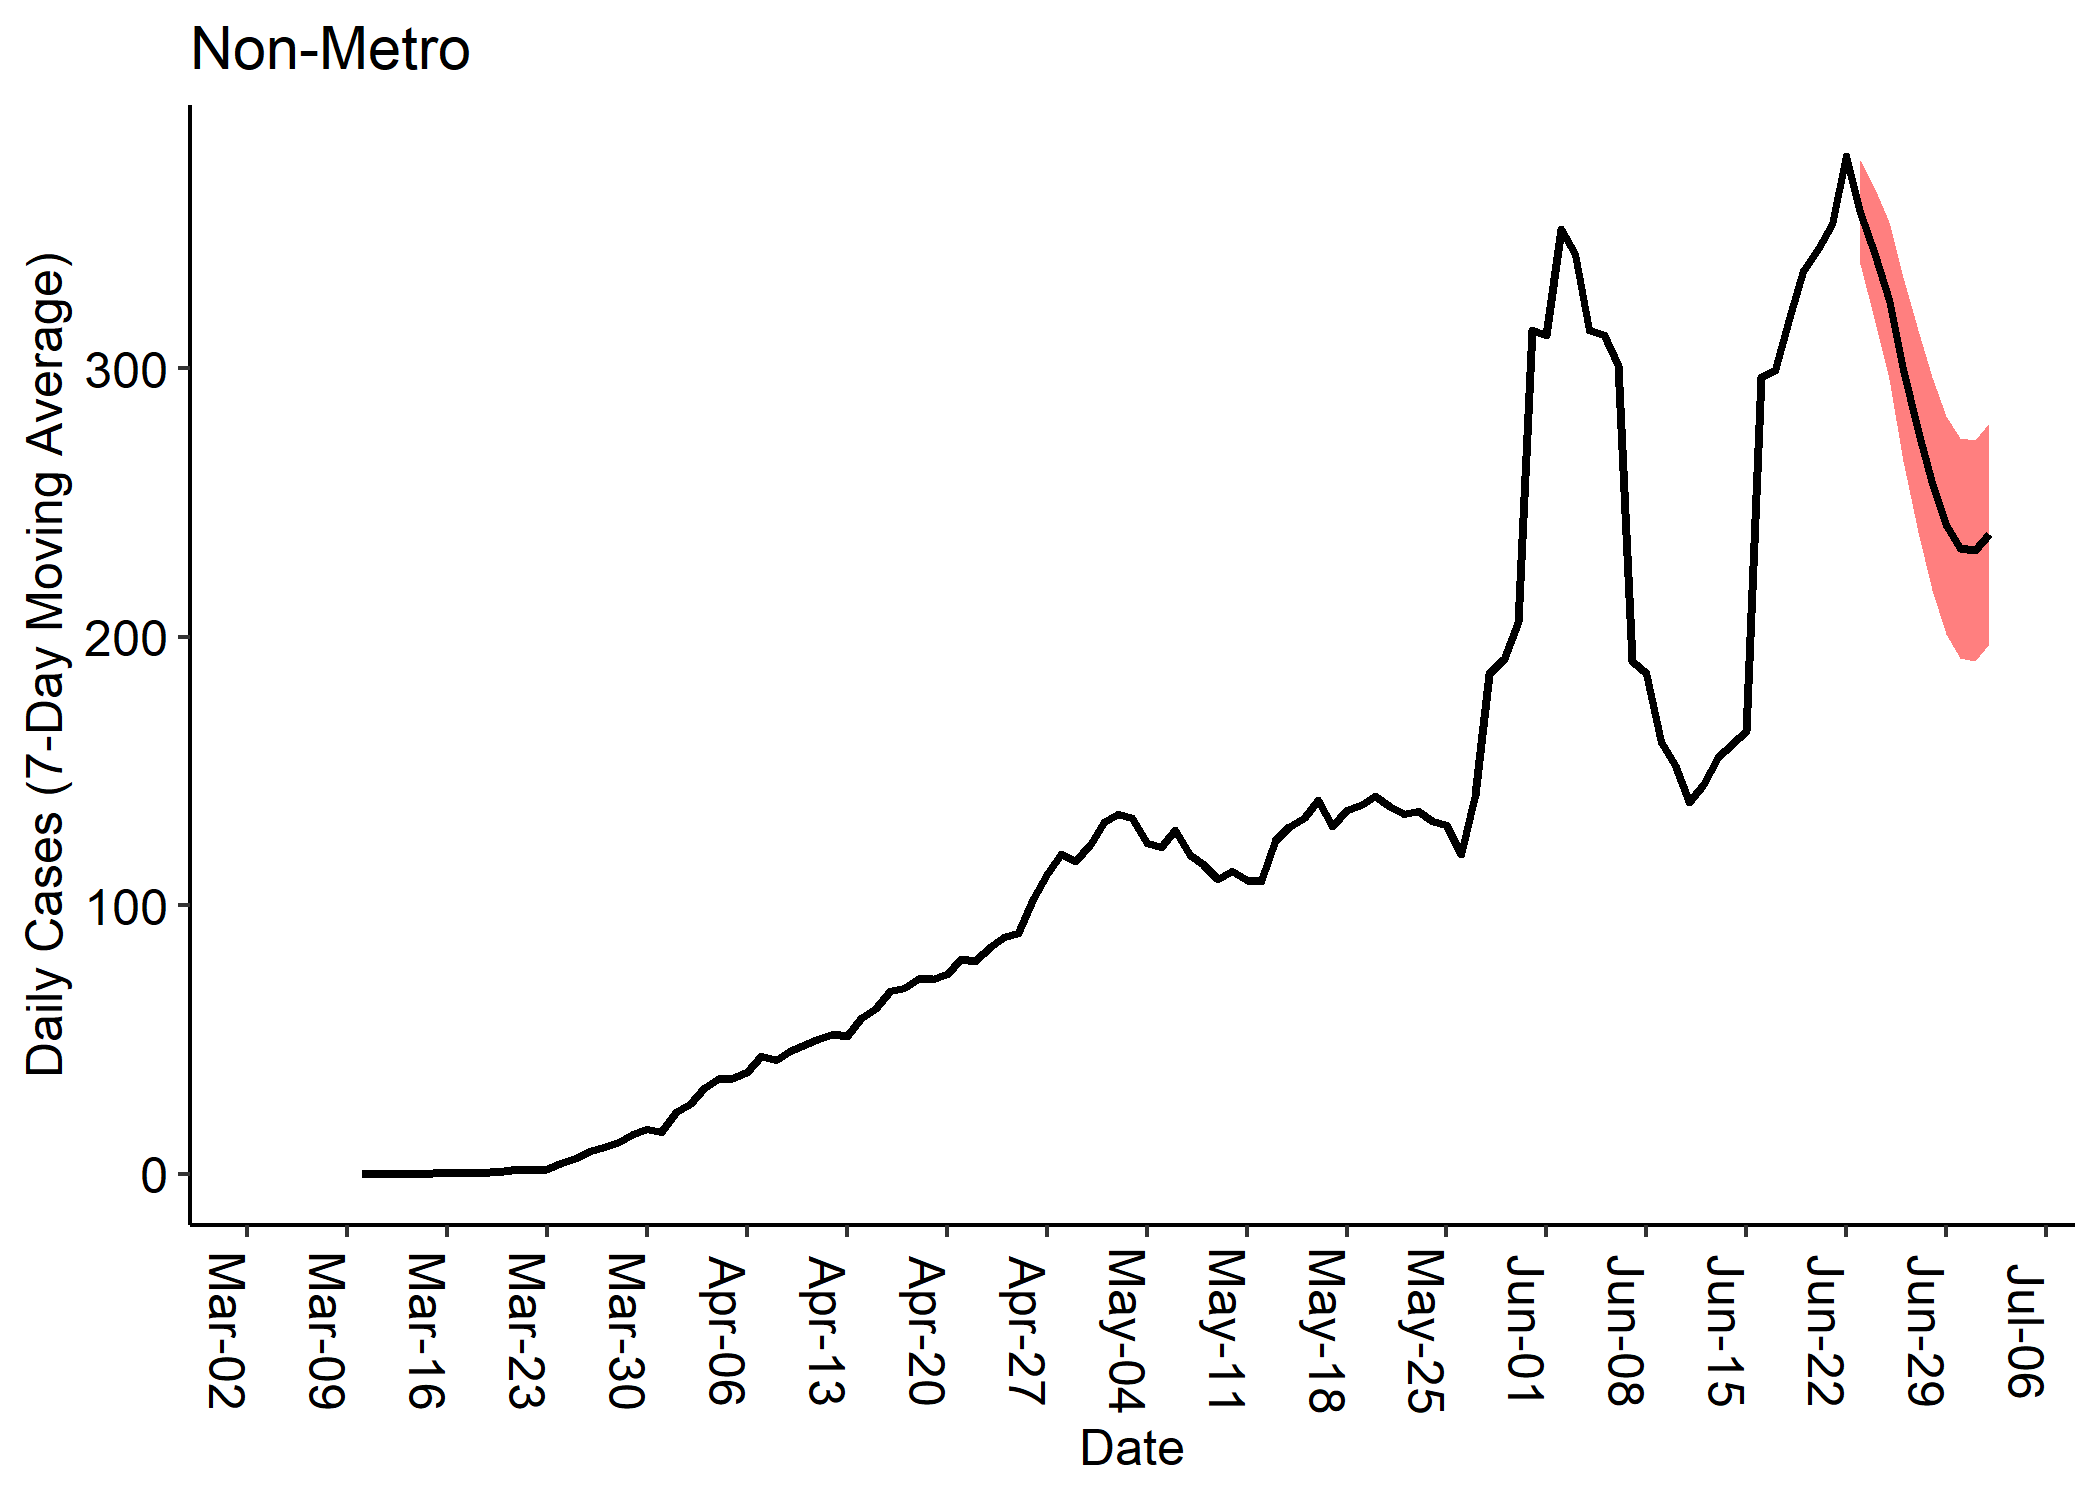 Non-Metro
Daily Cases (7-Day Moving Average)
300
200
100
0
Mar-02
Mar-09
Mar-16
Mar-23
Mar-30
Apr-06
Apr-13
Apr-20
Apr-27
May-04
May-11
May-18
May-25
Jun-01
Jun-08
Jun-15
Jun-22
Jun-29
Jul-06
Date